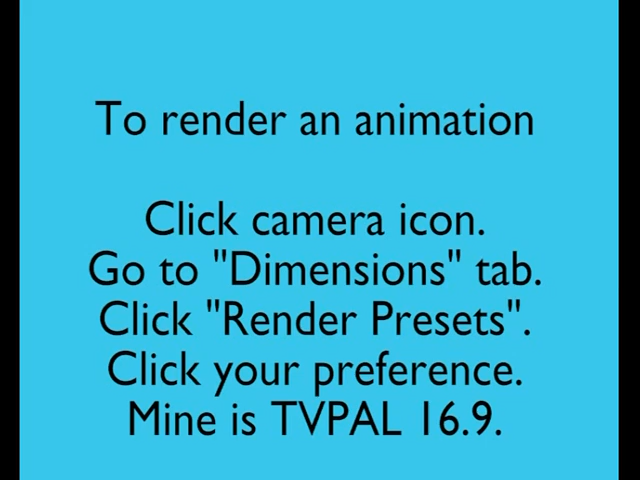 To render an animation
Click camera icon.
Go to "Dimensions" tab.
Click "Render Presets".
Click your preference.
Mine is TVPAL 16.9.